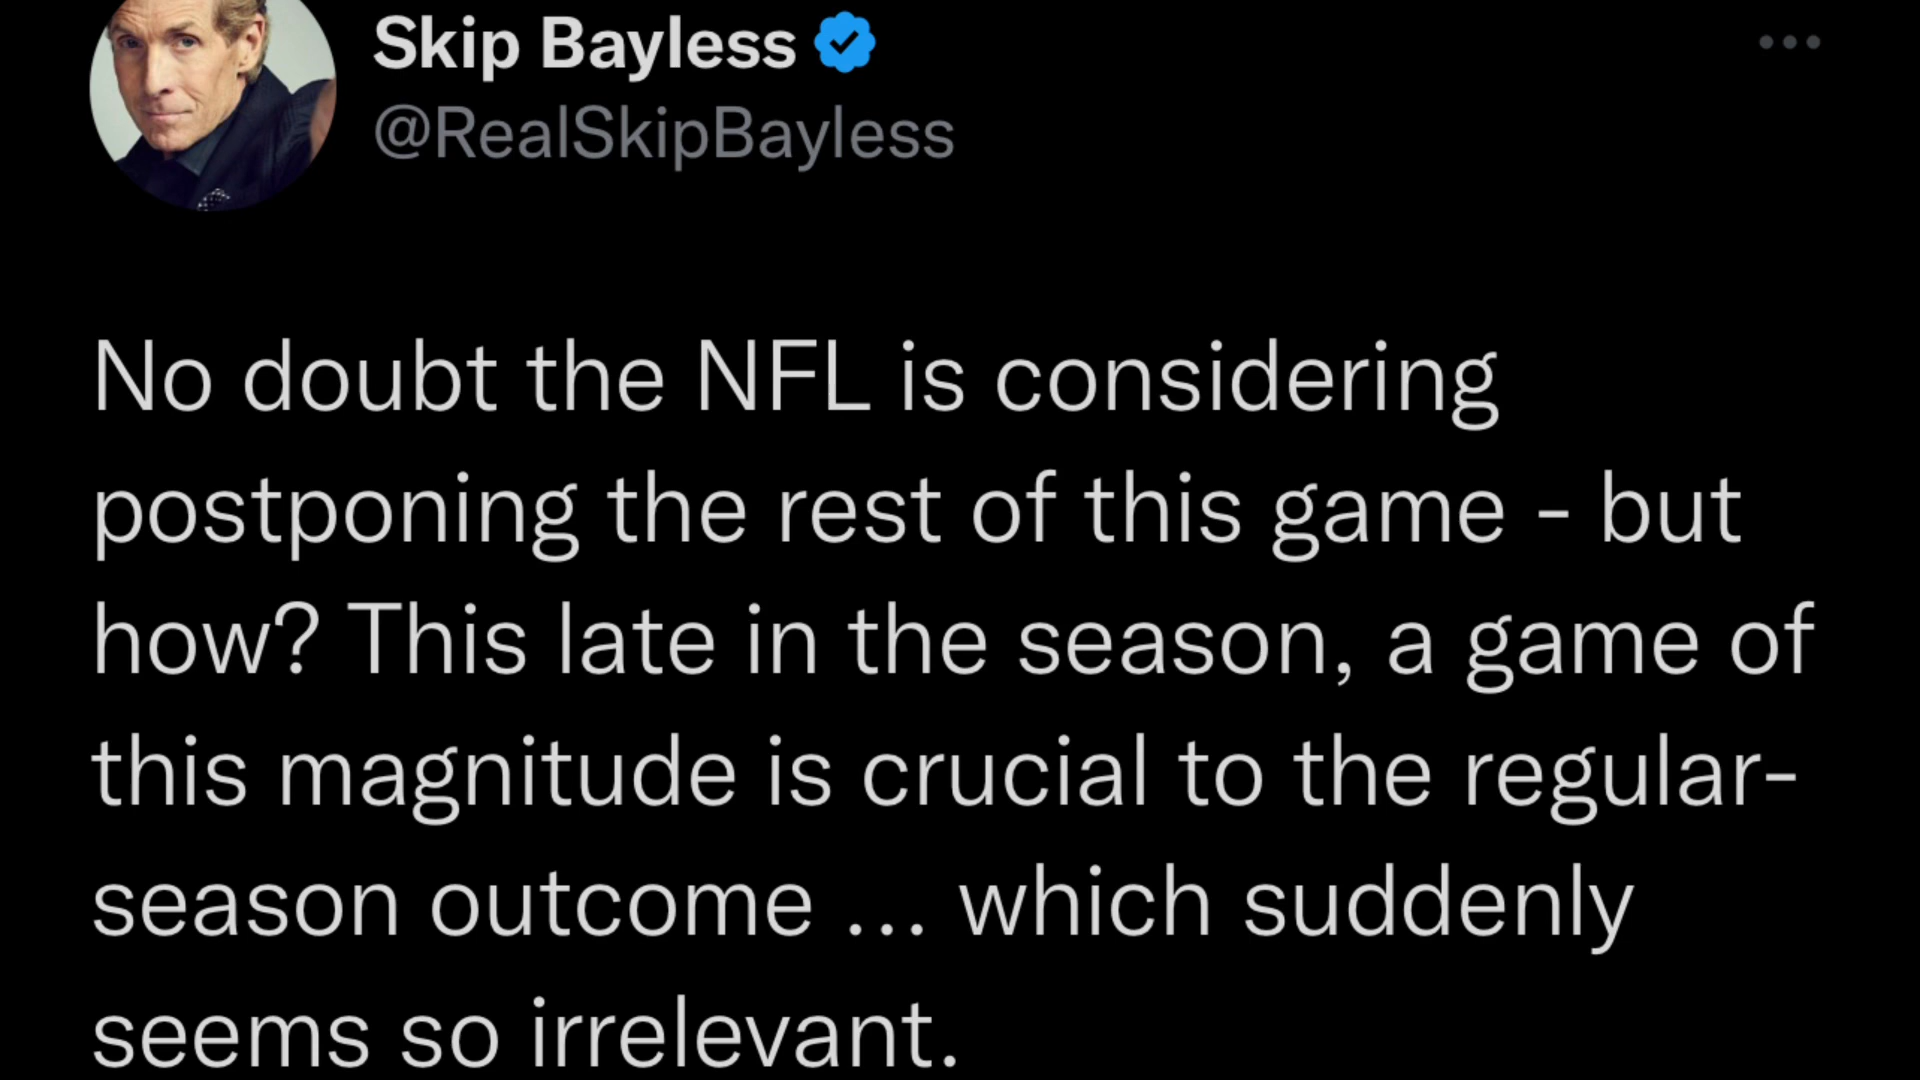 Skip Bayless
@RealSkipBayless
No doubt the NFL is considering
postponing the rest of this game - but
how? This late in the season, a game of
this magnitude is crucial to the regular-
season outcome ... which suddenly
seems so irrelevant.